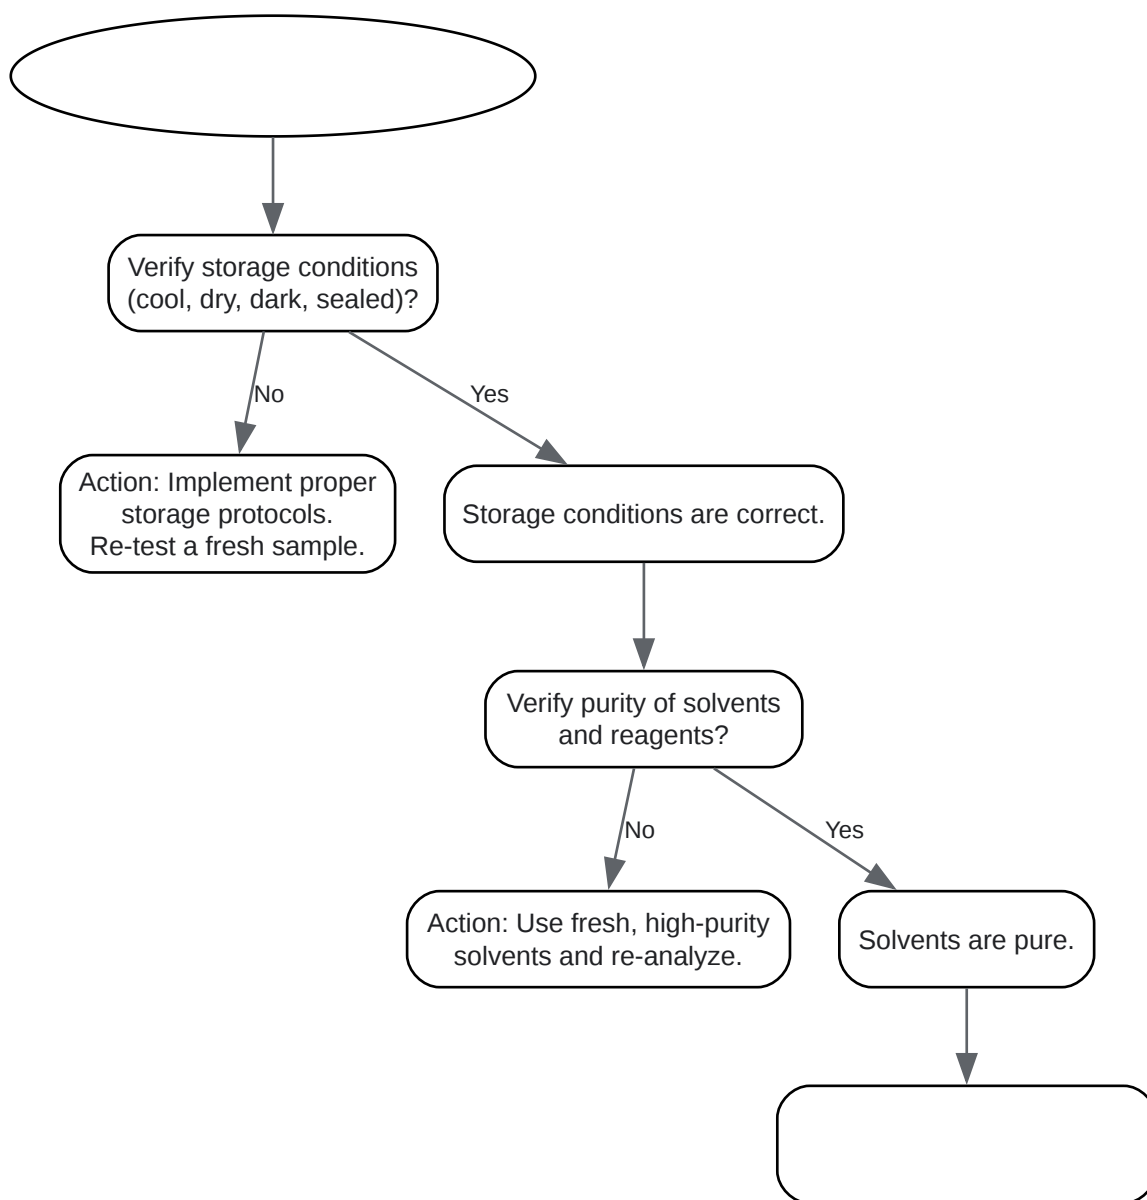 Verify storage conditions
(cool, dry, dark, sealed)?
No
Yes
Action: Implement proper
storage protocols.
Re-test a fresh sample.
Storage conditions are correct.
Verify purity of solvents
and reagents?
No
Yes
Action: Use fresh, high-purity
solvents and re-analyze.
Solvents are pure.